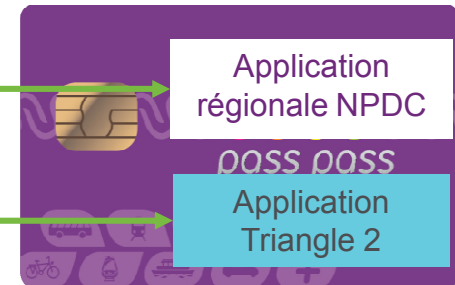 Application
régionale NPDC
pass pass
Application
Triangle 2